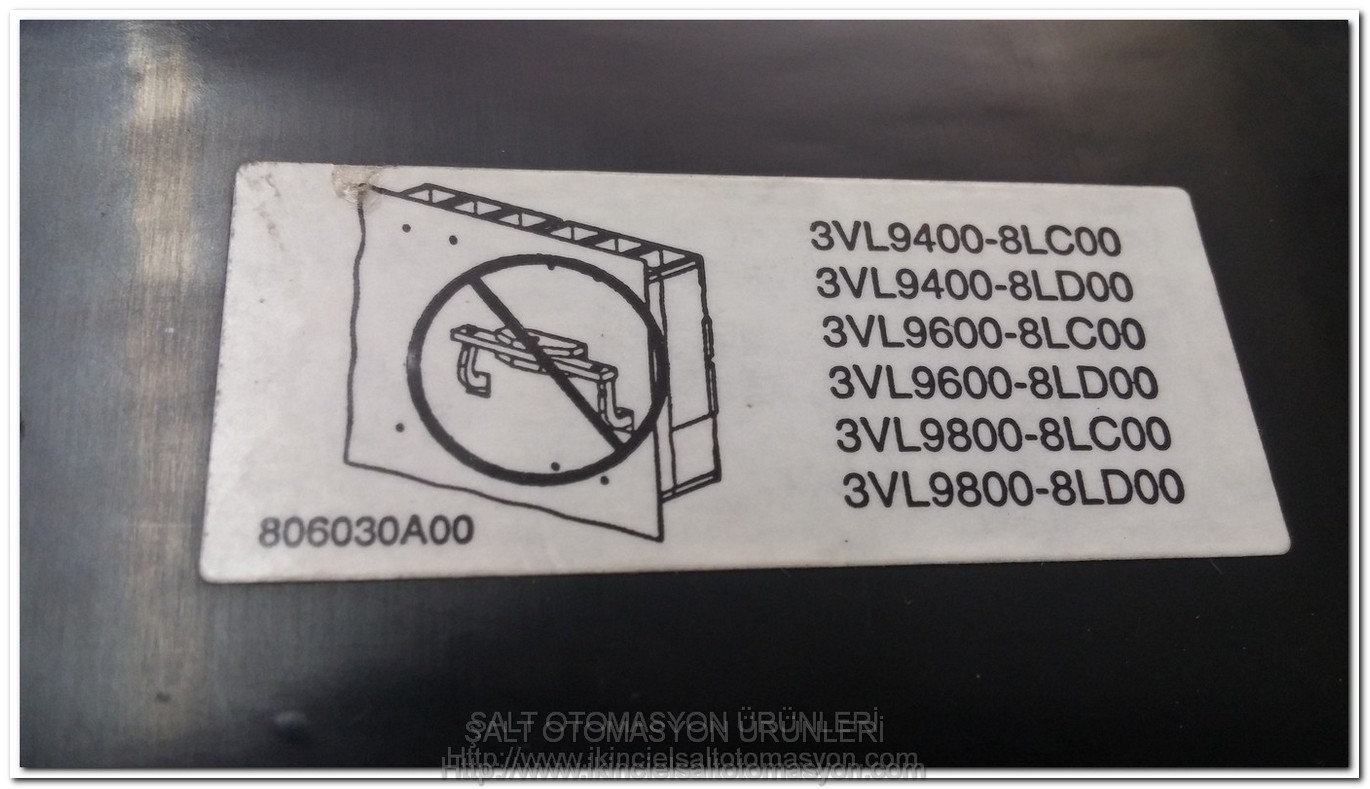 3VL9400-8LC00
3VL9400-8LD00
3VL9600-8LC00
3VL9600-8LD00
3VL9800-8LC00
3VL9800-8LD00
806030A00
ŞALT OTOMASYON ÜRÜNLERİ
Http://www.ikincielsaltotomasyon.com